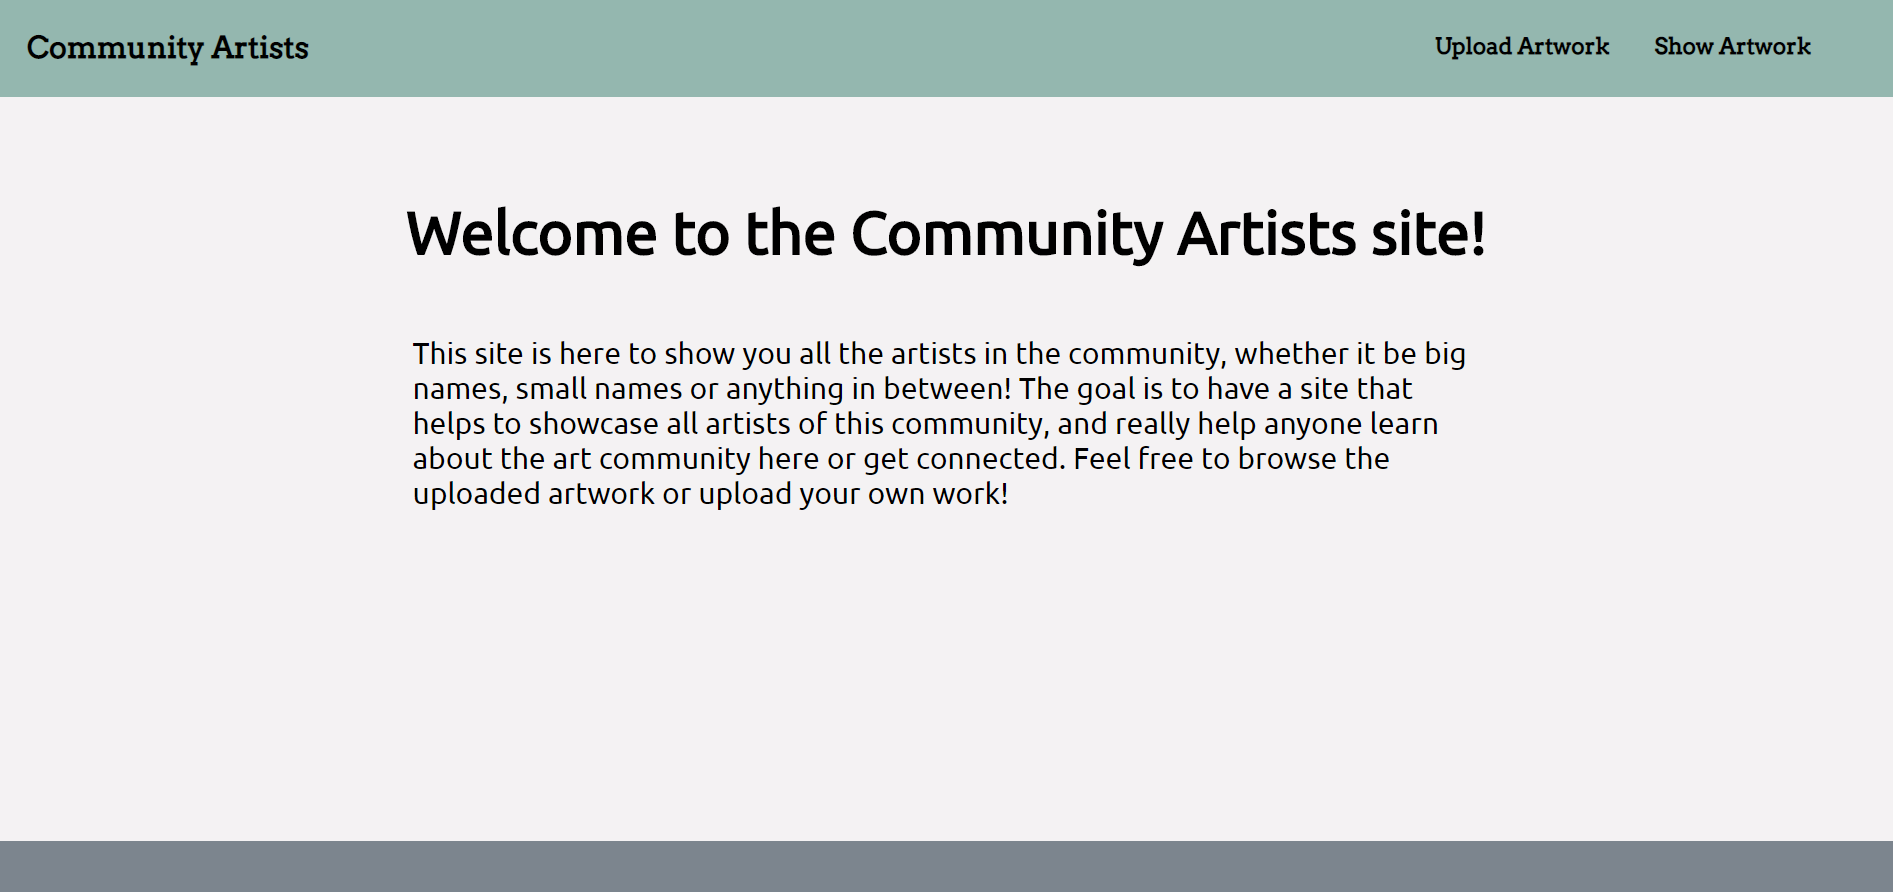 Community Artists
Upload Artwork
Show Artwork
Welcome to the Community Artists site!
This site is here to show you all the artists in the community, whether it be big
names, small names or anything in between! The goal is to have a site that
helps to showcase all artists of this community, and really help anyone learn
about the art community here or get connected. Feel free to browse the
uploaded artwork or upload your own work!